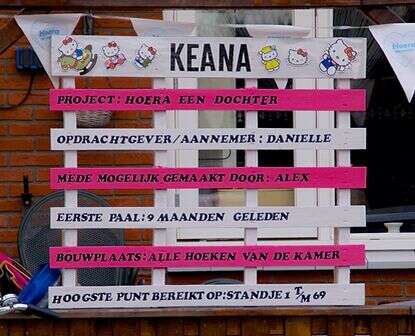 KEANA
PROJECT: HOERA EEN DOCHTER
OPDRACHTGEVER/AANNEMER: DANIELLE
MEDE MOGELIJK GEMAAKT DOOR: ALEX
EERSTE PAAL: 9 MAANDEN GELEDEN
BOUWPLAATS: ALLE HOEKEN VAN DE KAMER
HOOGSTE PUNT BEREIKT OP: STANDJE 1 T/M 69